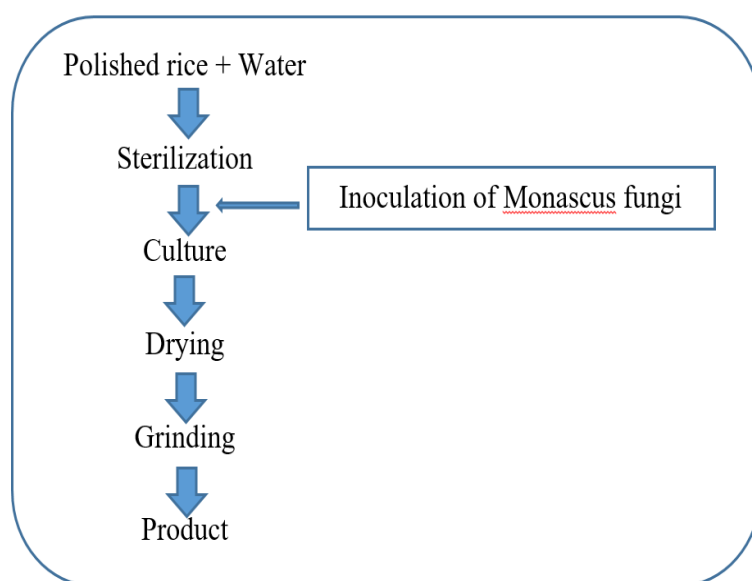 Polished rice + Water
Sterilization
Inoculation of Monascus fungi
Culture
Drying
Grinding
Product